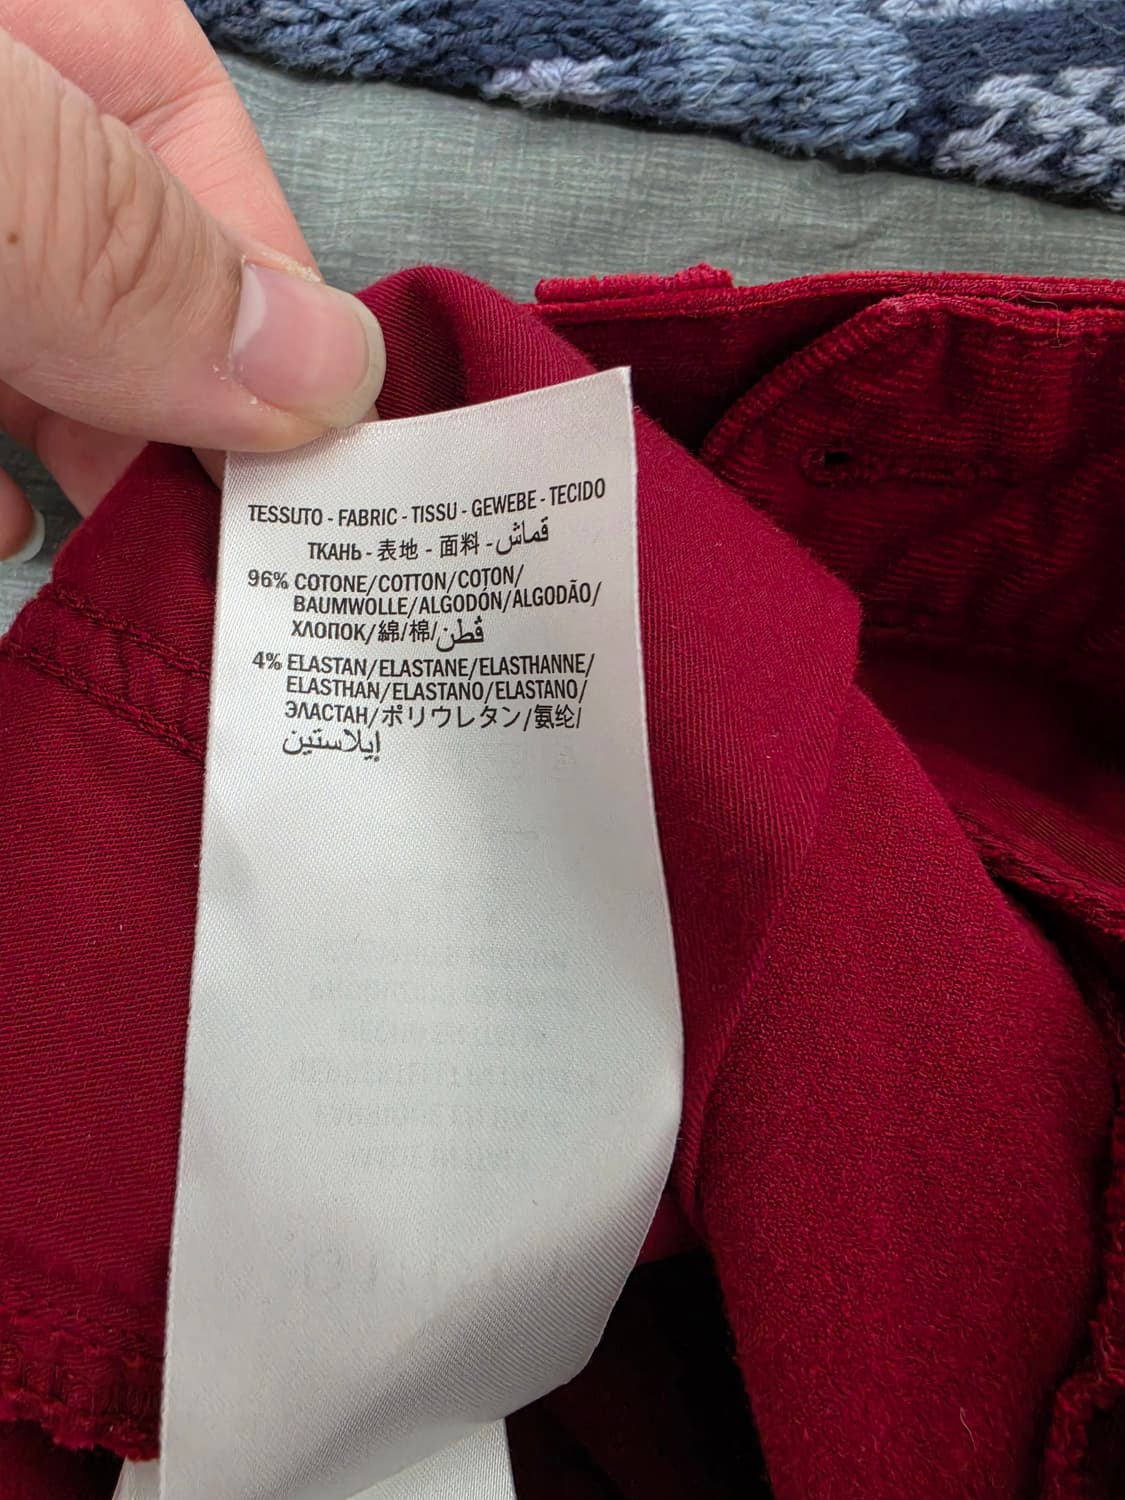 TESSUTO - FABRIC - TISSU - GEWEBE - TECIDO
ТКАНЬ - 表地 - 面料 - قماش
96% COTONE/COTTON/COTON/
BAUMWOLLE/ALGODÓN/ALGODÃO/
ХЛОПОК/綿/棉/قطن
4% ELASTAN/ELASTANE/ELASTHANNE/
ELASTHAN/ELASTANO/ELASTANO/
ЭЛАСТАН/ポリウレタン/氨纶/
إيلاستين